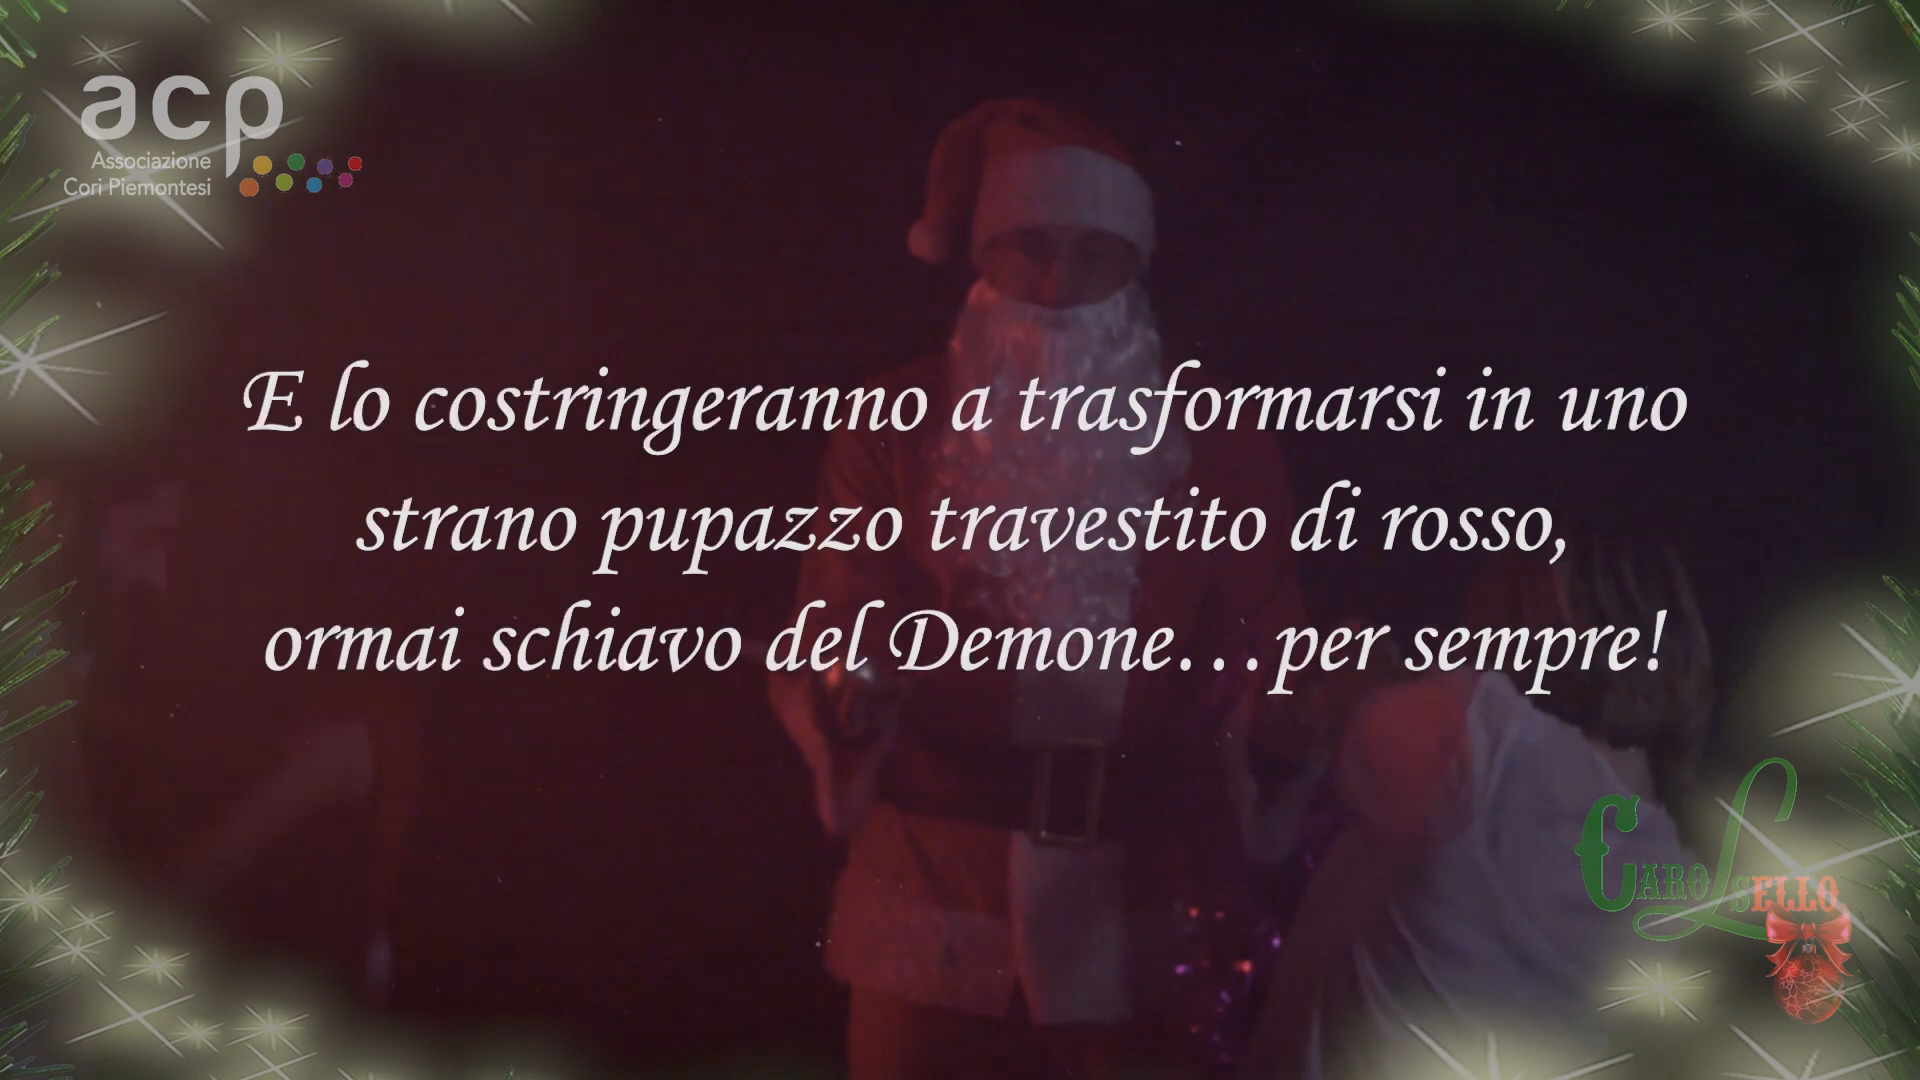 acp
Associazione
Cori Piemontesi
E lo costringeranno a trasformarsi in uno
strano pupazzo travestito di rosso,
ormai schiavo del Demone...per sempre!
CAROLSELLO